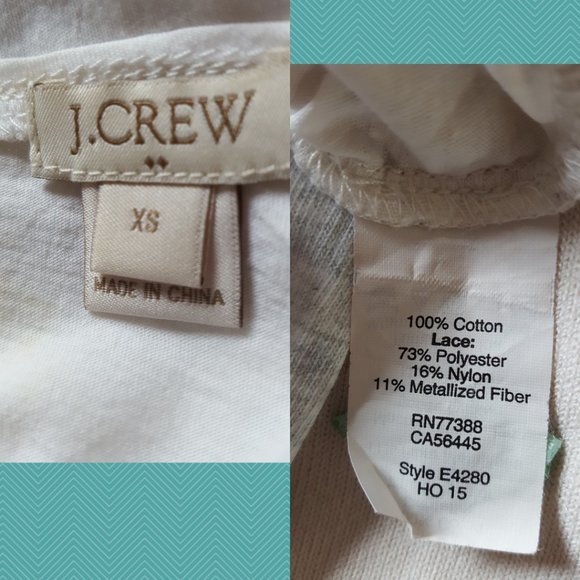 J.CREW
XS
MADE IN CHINA
100% Cotton
Lace:
73% Polyester
16% Nylon
11% Metallized Fiber
RN77388
CA56445
Style E4280
HO 15